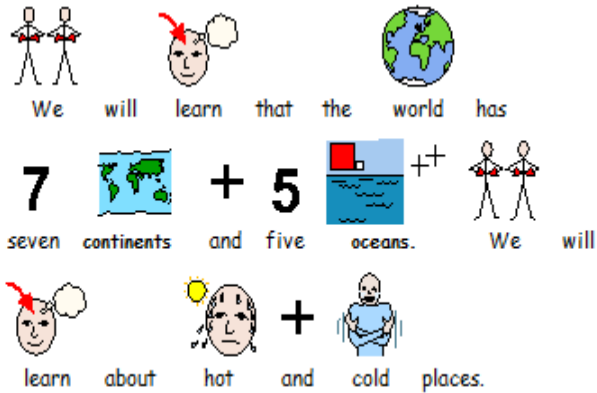 We will learn that the world has
7 + 5 ++
seven continents and five oceans. We will
+
learn about hot and cold places.